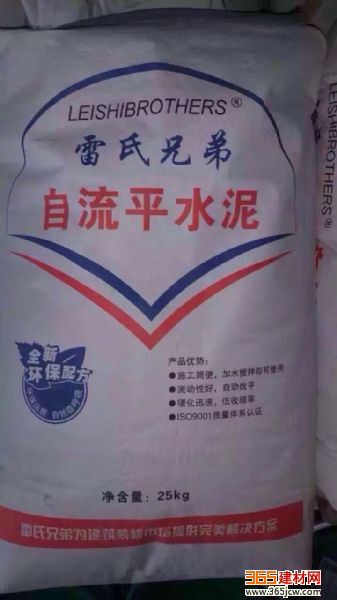 LEISHIBROTHERS®
雷氏兄弟
自流平水泥
全新
环保配方
产品优势:
●施工简便，加水搅拌即可使用
●流动性好，自动找平
●硬化迅速，低收缩率
●ISO9001质量体系认证
净含量：25kg
雷氏兄弟为建筑装修市场提供完美解决方案
LEISHIBROTHERS®
365建材网
www.365jcw.com